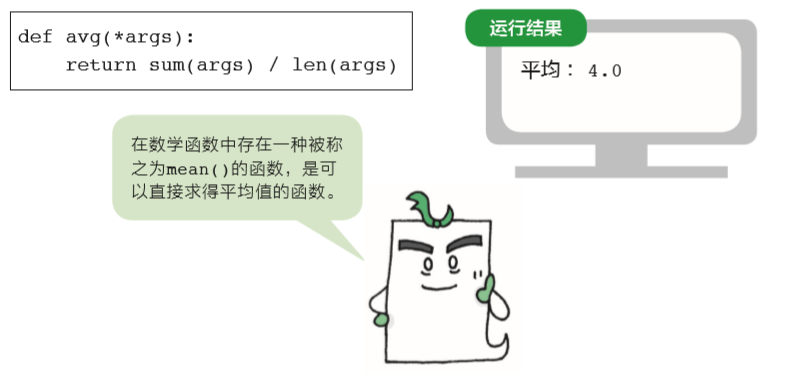 def avg(*args):
    return sum(args) / len(args)
运行结果
平均： 4.0
在数学函数中存在一种被称
之为mean()的函数，是可
以直接求得平均值的函数。